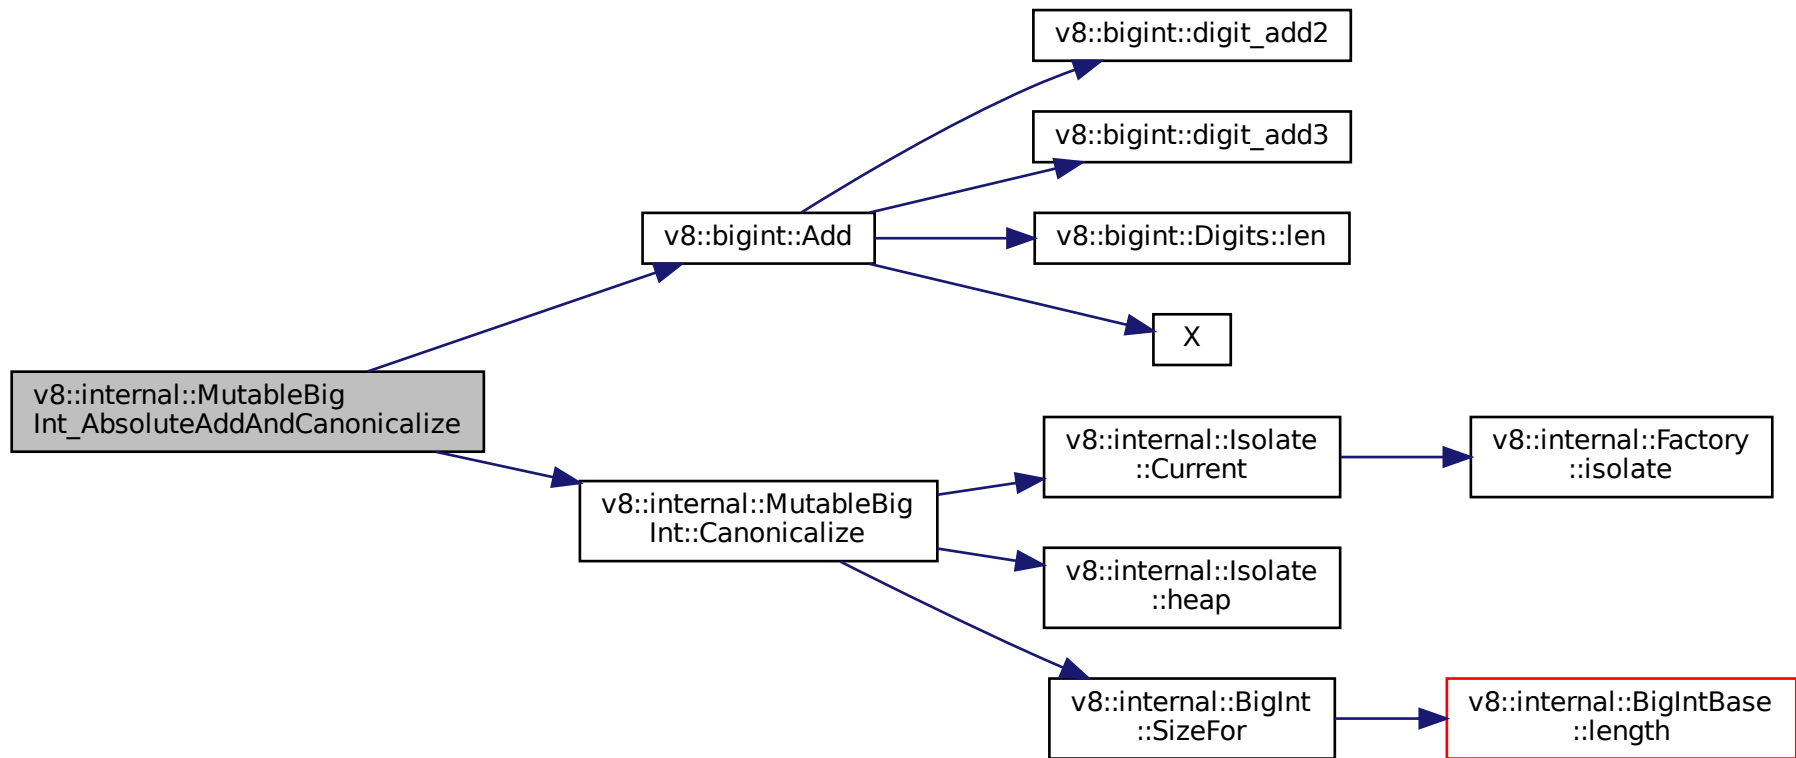 v8::bigint::digit_add2
v8::bigint::digit_add3
v8::bigint::Add
v8::bigint::Digits::len
X
v8::internal::MutableBig
Int_AbsoluteAddAndCanonicalize
v8::internal::Isolate
::Current
v8::internal::Factory
::isolate
v8::internal::MutableBig
Int::Canonicalize
v8::internal::Isolate
::heap
v8::internal::BigInt
::SizeFor
v8::internal::BigIntBase
::length